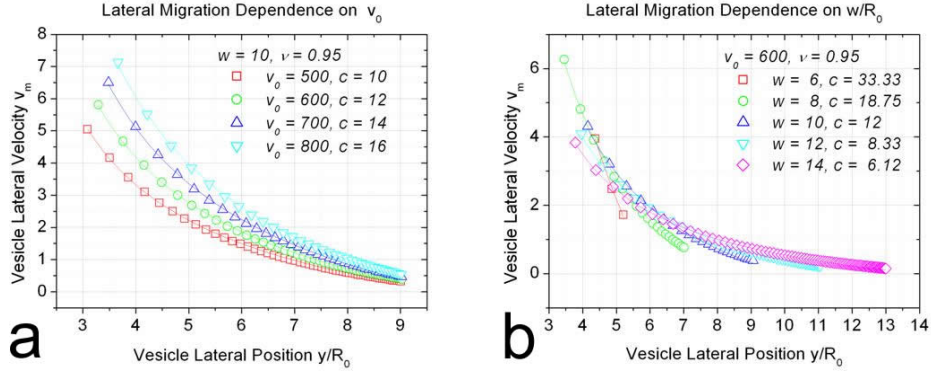 Lateral Migration Dependence on v₀
8
7
6
5
4
3
2
1
0
Vesicle Lateral Velocity vₘ
w = 10, ν = 0.95
v₀ = 500, c = 10
v₀ = 600, c = 12
v₀ = 700, c = 14
v₀ = 800, c = 16
3 4 5 6 7 8 9
Vesicle Lateral Position y/R₀
a
Lateral Migration Dependence on w/R₀
6
4
2
0
Vesicle Lateral Velocity vₘ
v₀ = 600, ν = 0.95
w = 6, c = 33.33
w = 8, c = 18.75
w = 10, c = 12
w = 12, c = 8.33
w = 14, c = 6.12
3 4 5 6 7 8 9 10 11 12 13 14
Vesicle Lateral Position y/R₀
b